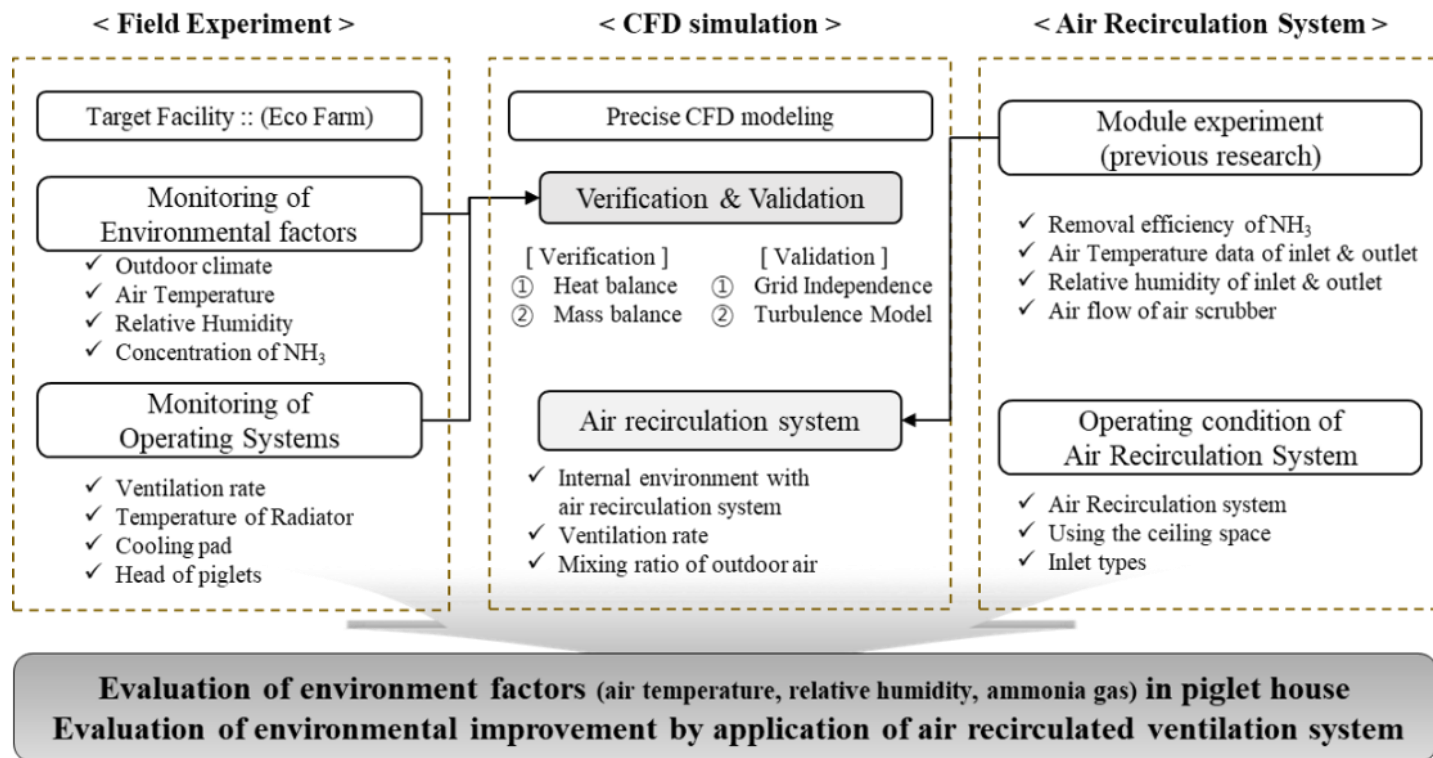 < Field Experiment >
Target Facility :: (Eco Farm)
Monitoring of
Environmental factors
✓ Outdoor climate
✓ Air Temperature
✓ Relative Humidity
✓ Concentration of NH₃
Monitoring of
Operating Systems
✓ Ventilation rate
✓ Temperature of Radiator
✓ Cooling pad
✓ Head of piglets
< CFD simulation >
Precise CFD modeling
Verification & Validation
[ Verification ]
① Heat balance
② Mass balance
[ Validation ]
① Grid Independence
② Turbulence Model
Air recirculation system
✓ Internal environment with
air recirculation system
✓ Ventilation rate
✓ Mixing ratio of outdoor air
< Air Recirculation System >
Module experiment
(previous research)
✓ Removal efficiency of NH₃
✓ Air Temperature data of inlet & outlet
✓ Relative humidity of inlet & outlet
✓ Air flow of air scrubber
Operating condition of
Air Recirculation System
✓ Air Recirculation system
✓ Using the ceiling space
✓ Inlet types
Evaluation of environment factors (air temperature, relative humidity, ammonia gas) in piglet house
Evaluation of environmental improvement by application of air recirculated ventilation system